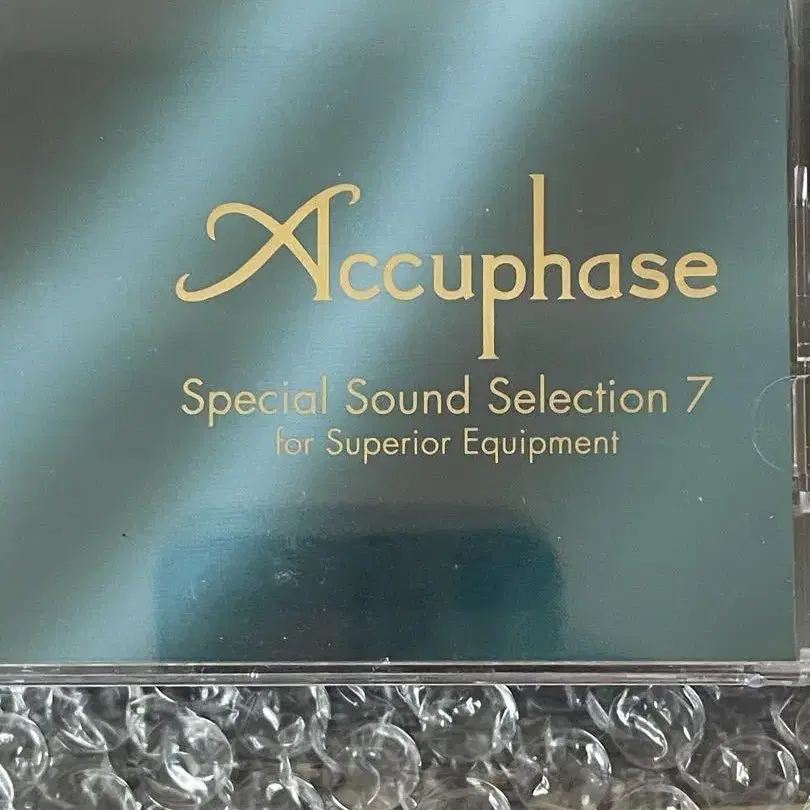 Accuphase
Special Sound Selection 7
for Superior Equipment